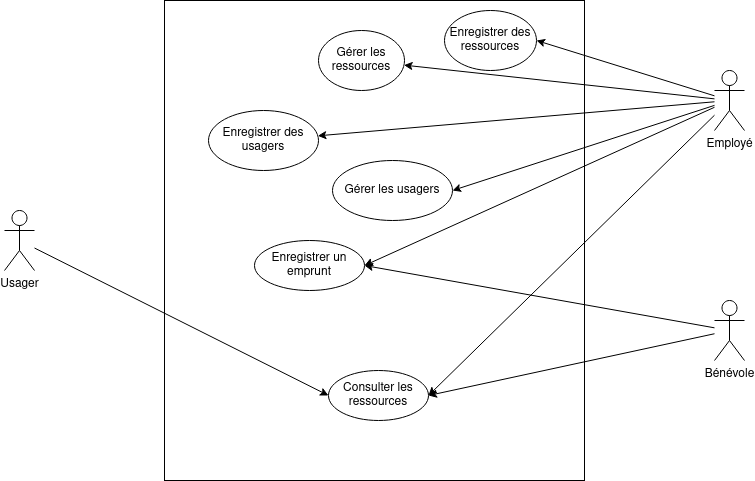 Enregistrer des
ressources
Gérer les
ressources
Enregistrer des
usagers
Employé
Gérer les usagers
Enregistrer un
emprunt
Usager
Bénévole
Consulter les
ressources